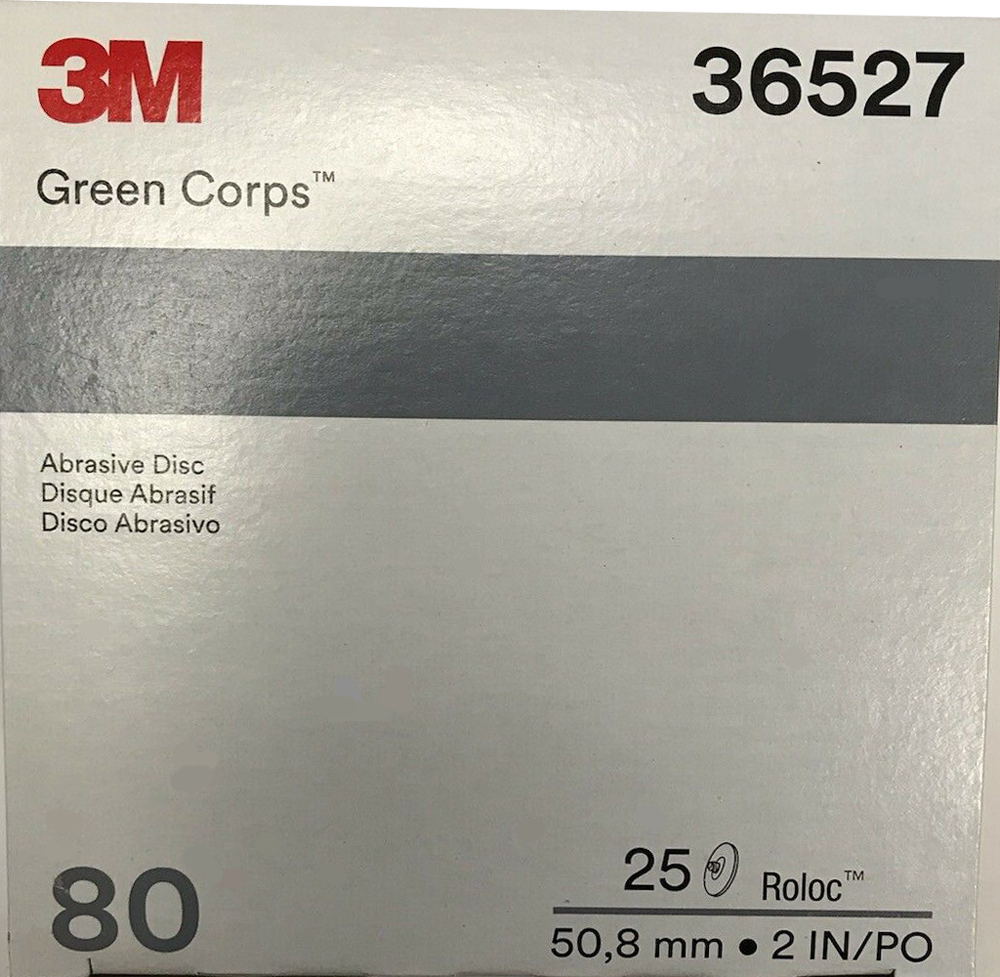 3M
36527
Green Corps™
Abrasive Disc
Disque Abrasif
Disco Abrasivo
80
25 Roloc™
50,8 mm • 2 IN/PO